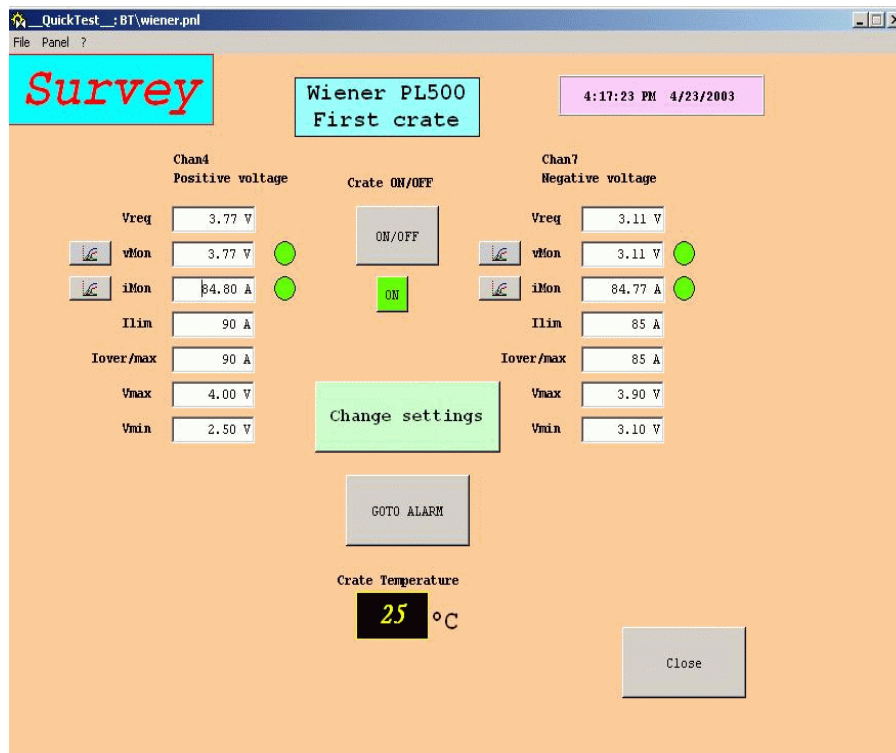 __QuickTest__: BT\wiener.pnl
File Panel ?
Survey
Wiener PL500
First crate
4:17:23 PM 4/23/2003
Chan4
Positive voltage
Vreq 3.77 V
vMon 3.77 V
iMon 84.80 A
Ilim 90 A
Iover/max 90 A
Vmax 4.00 V
Vmin 2.50 V
Crate ON/OFF
ON/OFF
ON
Change settings
GOTO ALARM
Crate Temperature
25 °C
Chan7
Negative voltage
Vreq 3.11 V
vMon 3.11 V
iMon 84.77 A
Ilim 85 A
Iover/max 85 A
Vmax 3.90 V
Vmin 3.10 V
Close